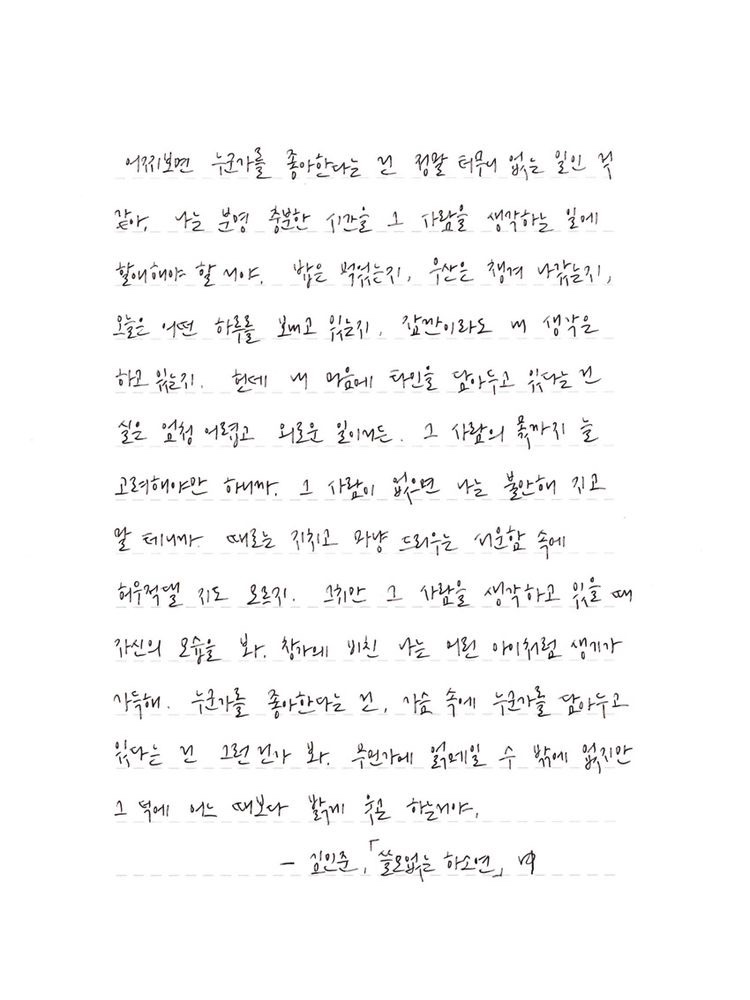 어찌보면 누군가를 좋아한다는 건 정말 터무니 없는 일인 것
같아. 나는 분명 충분한 시간을 그 사람을 생각하는 일에
할애해야 할 거야. 밥은 먹었는지, 우산은 챙겨 나갔는지,
오늘은 어떤 하루를 보내고 있는지, 잠깐이라도 내 생각은
하고 있는지. 헌데 내 마음에 타인을 담아두고 있다는 건
실은 엄청 어렵고 외로운 일이거든. 그 사람의 몫까지 늘
고려해야만 하니까. 그 사람이 없으면 나는 불안해 지고
말 테니까. 때로는 지치고 마냥 드리우는 서운함 속에
허우적댈 지도 모르지. 그치만 그 사람을 생각하고 있을 때
자신의 모습을 봐. 창가에 비친 나는 어린 아이처럼 생기가
가득해. 누군가를 좋아한다는 건, 가슴 속에 누군가를 담아두고
있다는 건 그런건가 봐. 무언가에 얽매일 수 밖에 없지만
그 덕에 어느 때보다 밝게 웃곤 하는거야.
- 김민준, 「쓸모없는 하소연」 中